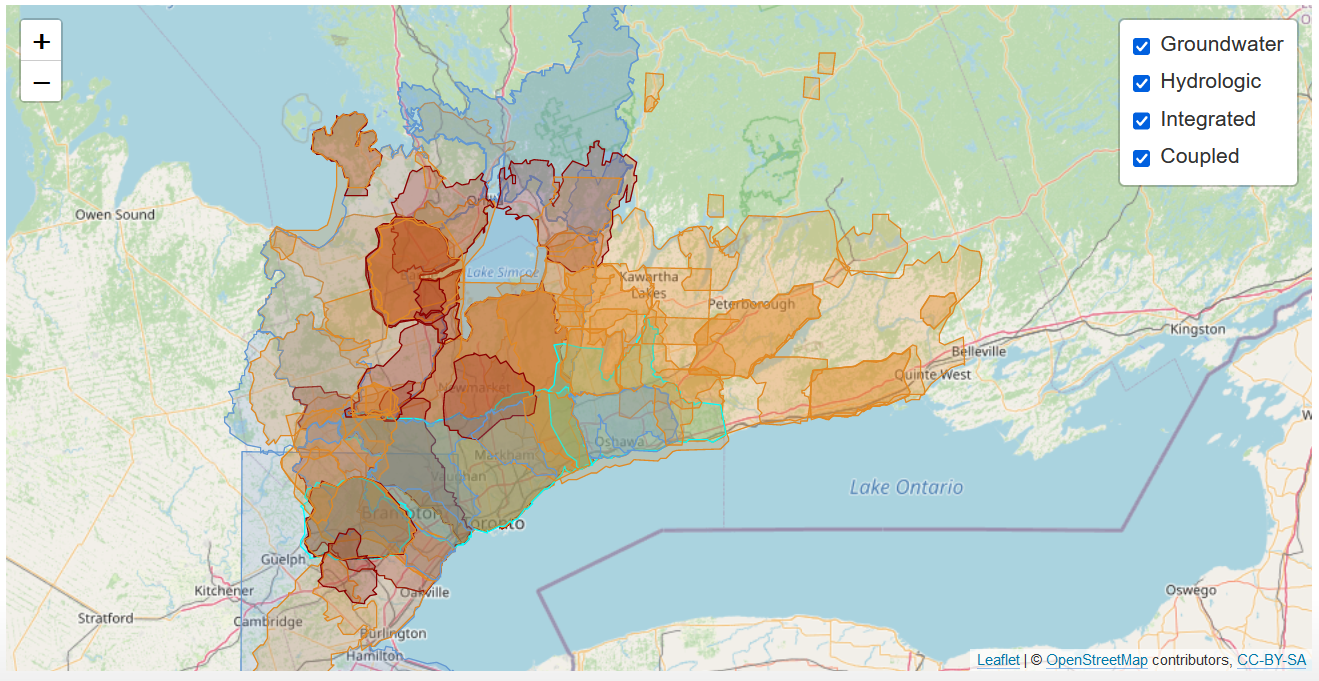 +
−
Groundwater
Hydrologic
Integrated
Coupled
Owen Sound
Lake Simcoe
Kawartha
Lakes
Peterborough
Kingston
Belleville
Quinte West
Newmarket
Oshawa
Markham
Vaughan
Lake Ontario
Brampton
Toronto
Guelph
Kitchener
Oakville
Oswego
Stratford
Cambridge
Burlington
Hamilton
Leaflet | © OpenStreetMap contributors, CC-BY-SA